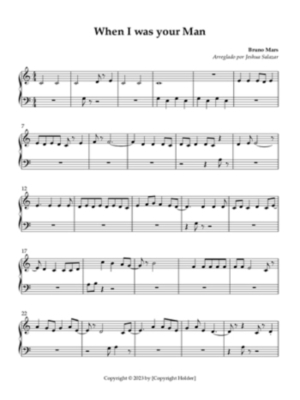 When I was your Man
Bruno Mars
Arreglado por Joshua Salazar
7
12
17
22
Copyright © 2023 by [Copyright Holder]